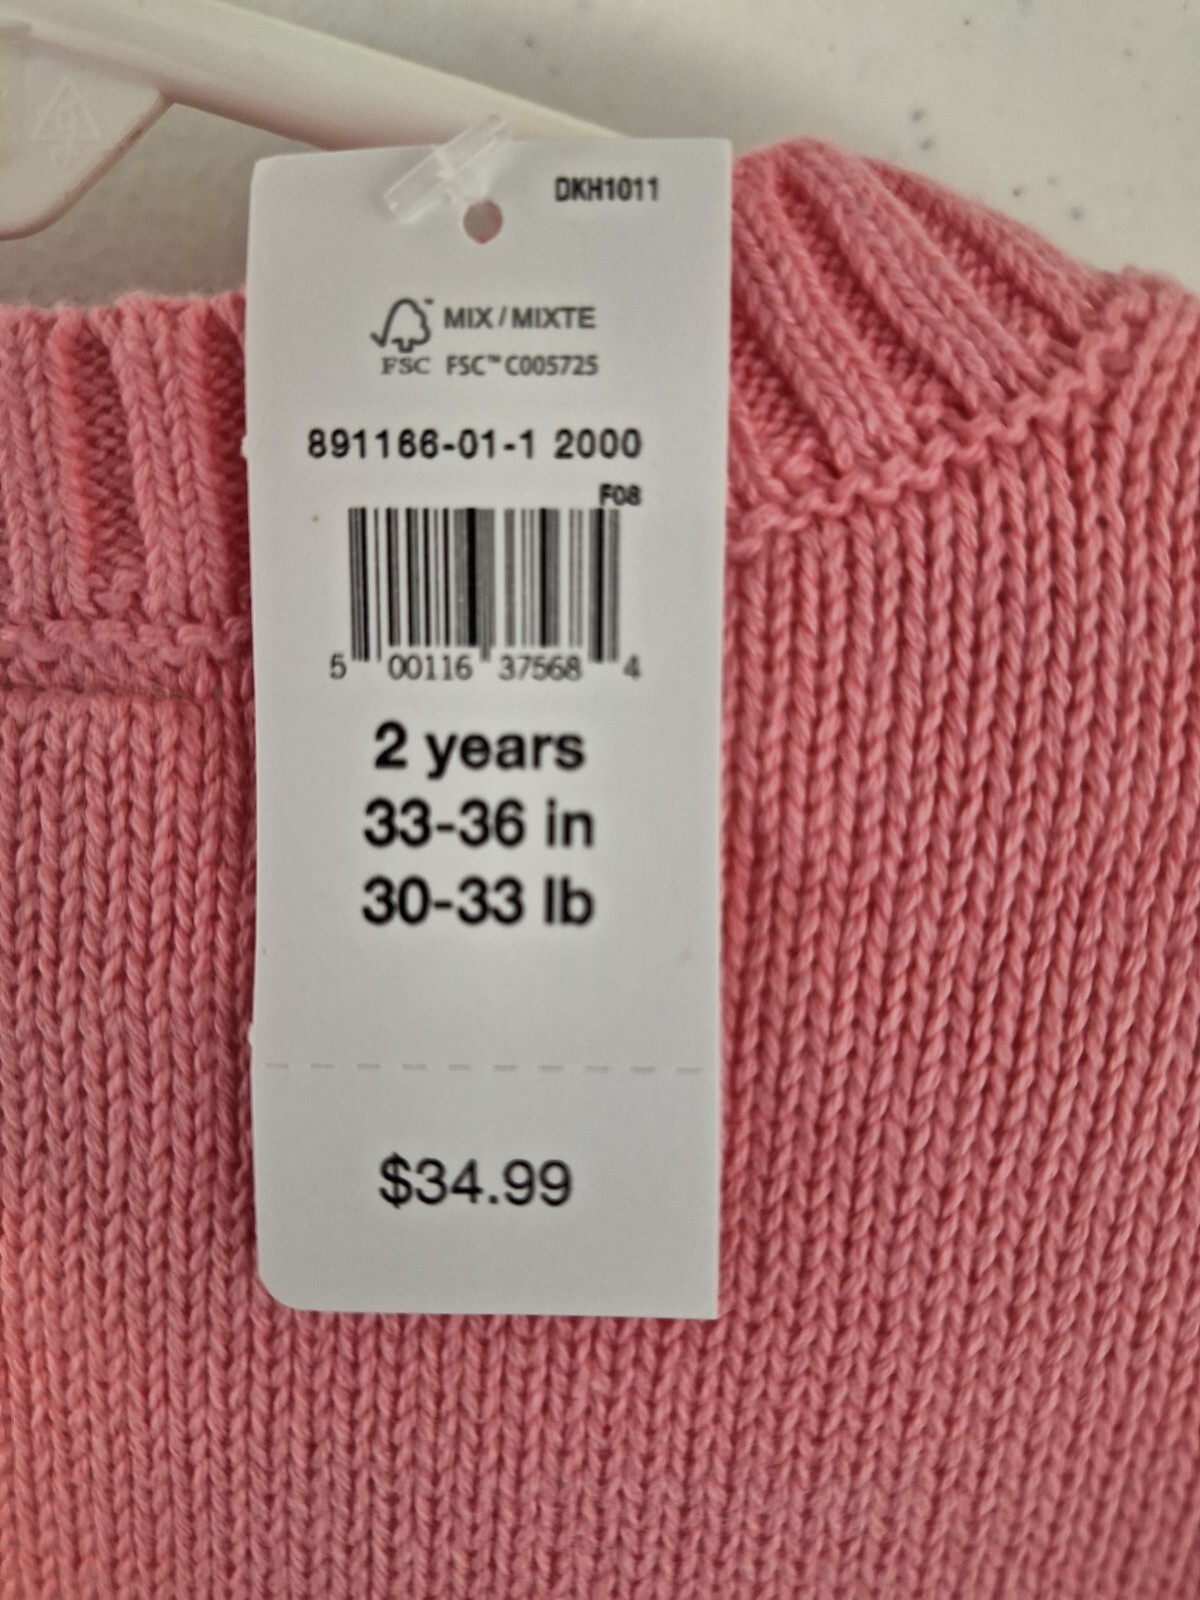 DKH1011
MIX / MIXTE
FSC FSC™ C005725
891166-01-1 2000
F08
5 00116 37568 4
2 years
33-36 in
30-33 lb
$34.99